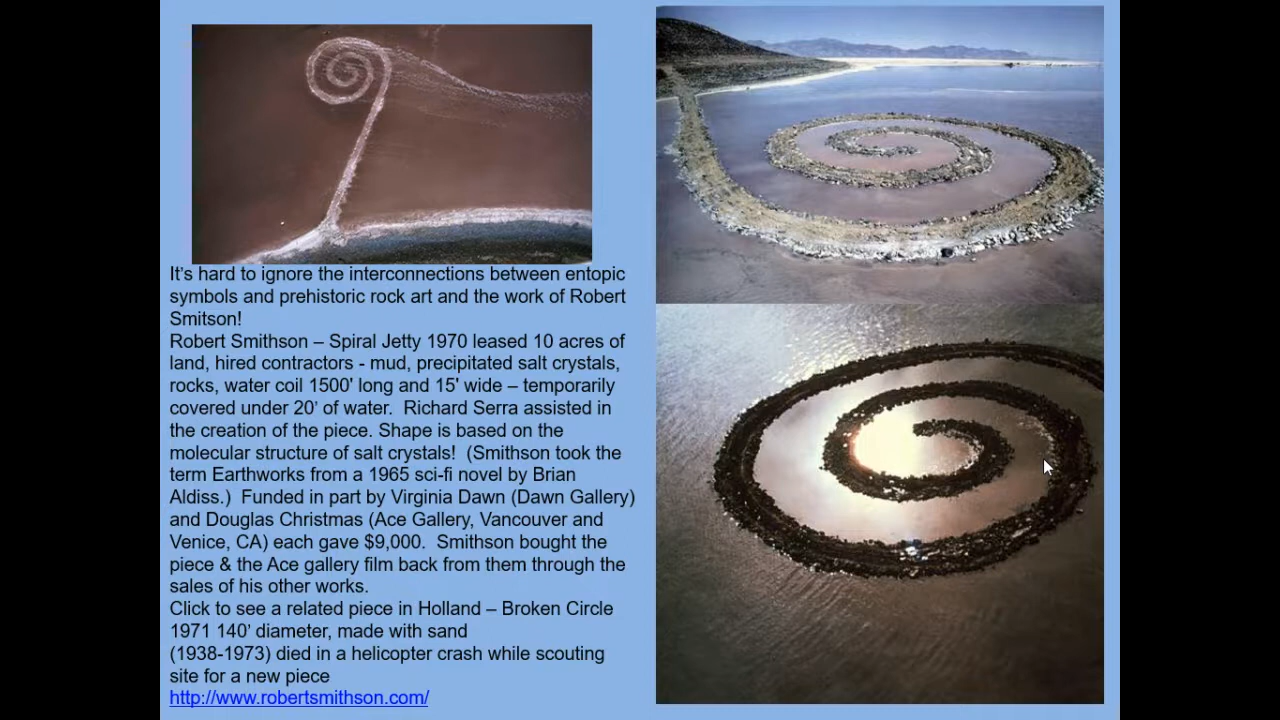 It's hard to ignore the interconnections between entopic
symbols and prehistoric rock art and the work of Robert
Smitson!
Robert Smithson – Spiral Jetty 1970 leased 10 acres of
land, hired contractors - mud, precipitated salt crystals,
rocks, water coil 1500' long and 15' wide – temporarily
covered under 20' of water.  Richard Serra assisted in
the creation of the piece. Shape is based on the
molecular structure of salt crystals!  (Smithson took the
term Earthworks from a 1965 sci-fi novel by Brian
Aldiss.)  Funded in part by Virginia Dawn (Dawn Gallery)
and Douglas Christmas (Ace Gallery, Vancouver and
Venice, CA) each gave $9,000.  Smithson bought the
piece & the Ace gallery film back from them through the
sales of his other works.
Click to see a related piece in Holland – Broken Circle
1971 140' diameter, made with sand
(1938-1973) died in a helicopter crash while scouting
site for a new piece
http://www.robertsmithson.com/